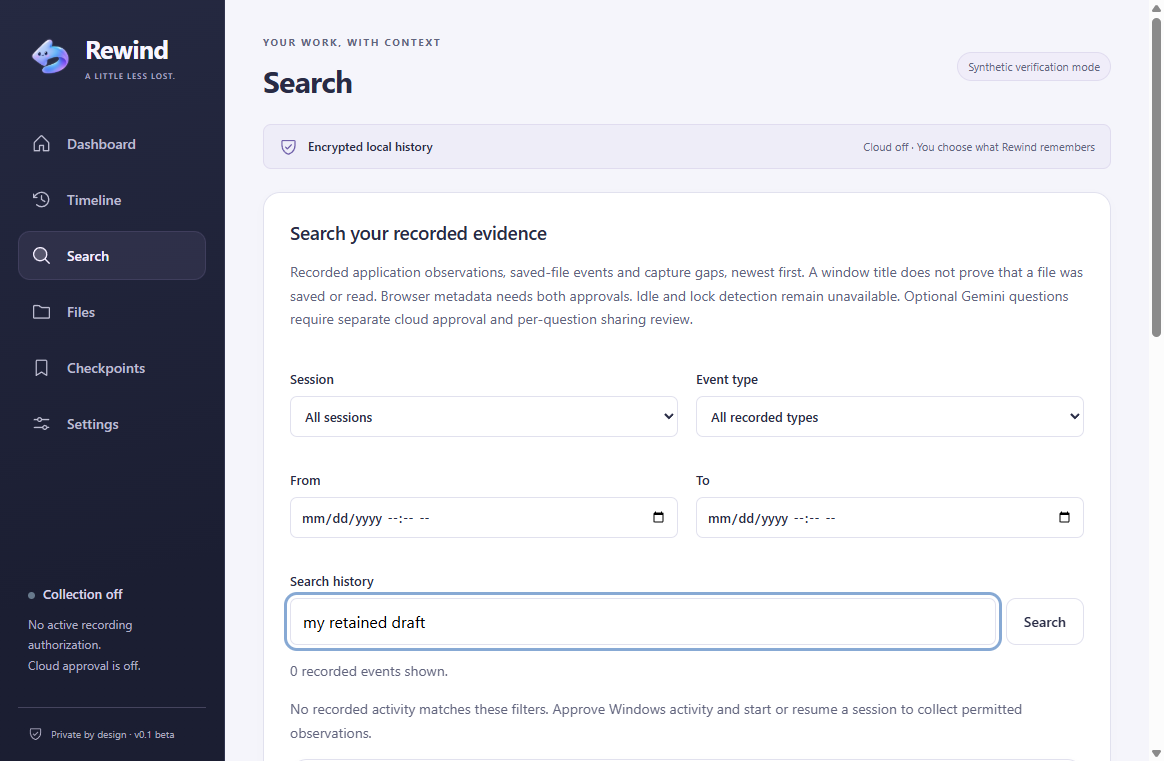 Rewind
A LITTLE LESS LOST.
Dashboard
Timeline
Search
Files
Checkpoints
Settings
Collection off
No active recording
authorization.
Cloud approval is off.
Private by design · v0.1 beta
YOUR WORK, WITH CONTEXT
Search
Synthetic verification mode
Encrypted local history
Cloud off · You choose what Rewind remembers
Search your recorded evidence
Recorded application observations, saved-file events and capture gaps, newest first. A window title does not prove that a file was
saved or read. Browser metadata needs both approvals. Idle and lock detection remain unavailable. Optional Gemini questions
require separate cloud approval and per-question sharing review.
Session
Event type
All sessions
All recorded types
From
To
mm/dd/yyyy --:-- --
mm/dd/yyyy --:-- --
Search history
my retained draft
Search
0 recorded events shown.
No recorded activity matches these filters. Approve Windows activity and start or resume a session to collect permitted
observations.